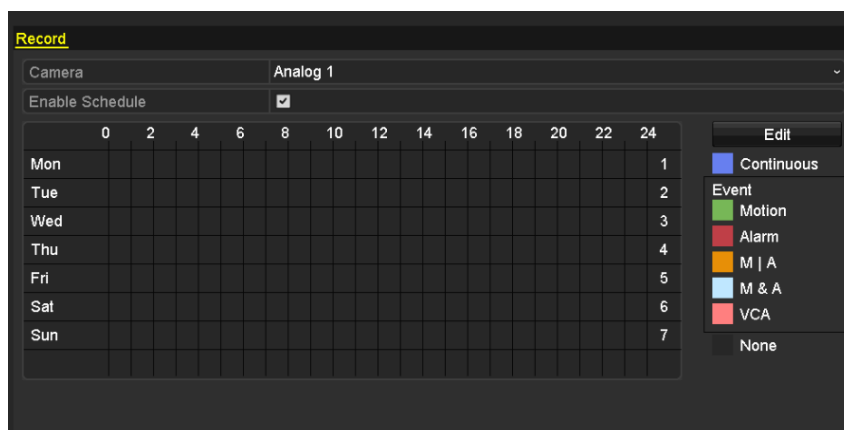 Record
Camera Analog 1
Enable Schedule
0 2 4 6 8 10 12 14 16 18 20 22 24 Edit
Mon 1 Continuous
Tue 2 Event
Motion
Wed 3
Alarm
Thu 4
M | A
Fri 5
M & A
Sat 6
VCA
Sun 7
None